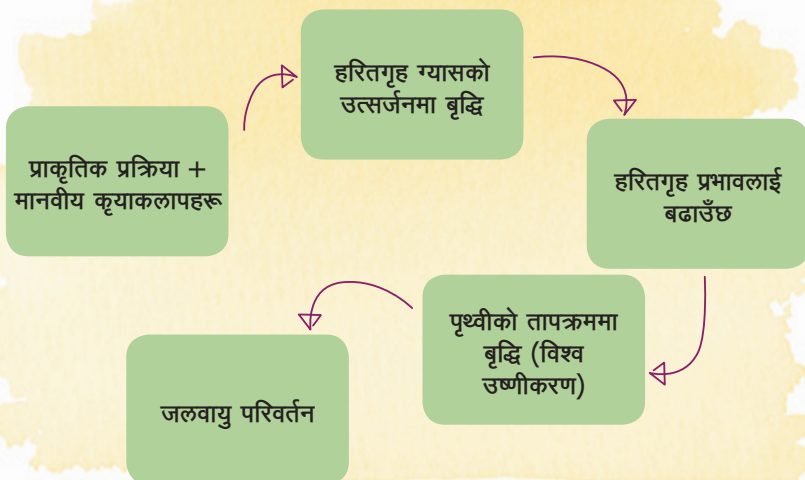 प्राकृतिक प्रक्रिया +
मानवीय कृयाकलापहरू
हरितगृह ग्यासको
उत्सर्जनमा बृद्धि
हरितगृह प्रभावलाई
बढाउँछ
पृथ्वीको तापक्रममा
बृद्धि (विश्व
उष्णीकरण)
जलवायु परिवर्तन